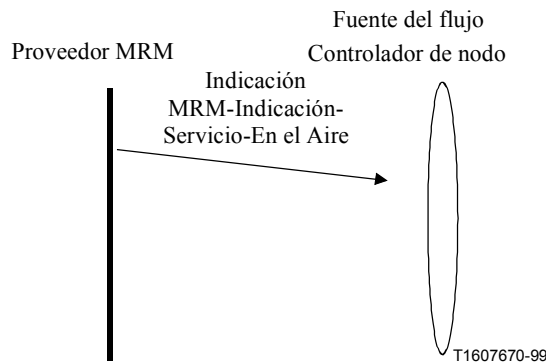 Fuente del flujo
Proveedor MRM
Controlador de nodo
Indicación
MRM-Indicación-
Servicio-En el Aire
T1607670-99